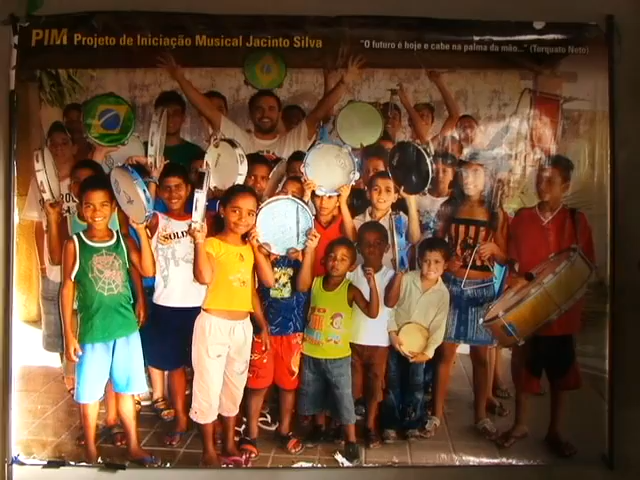 PIM Projeto de Iniciação Musical Jacinto Silva
"O futuro é hoje e cabe na palma da mão..." (Torquato Neto)